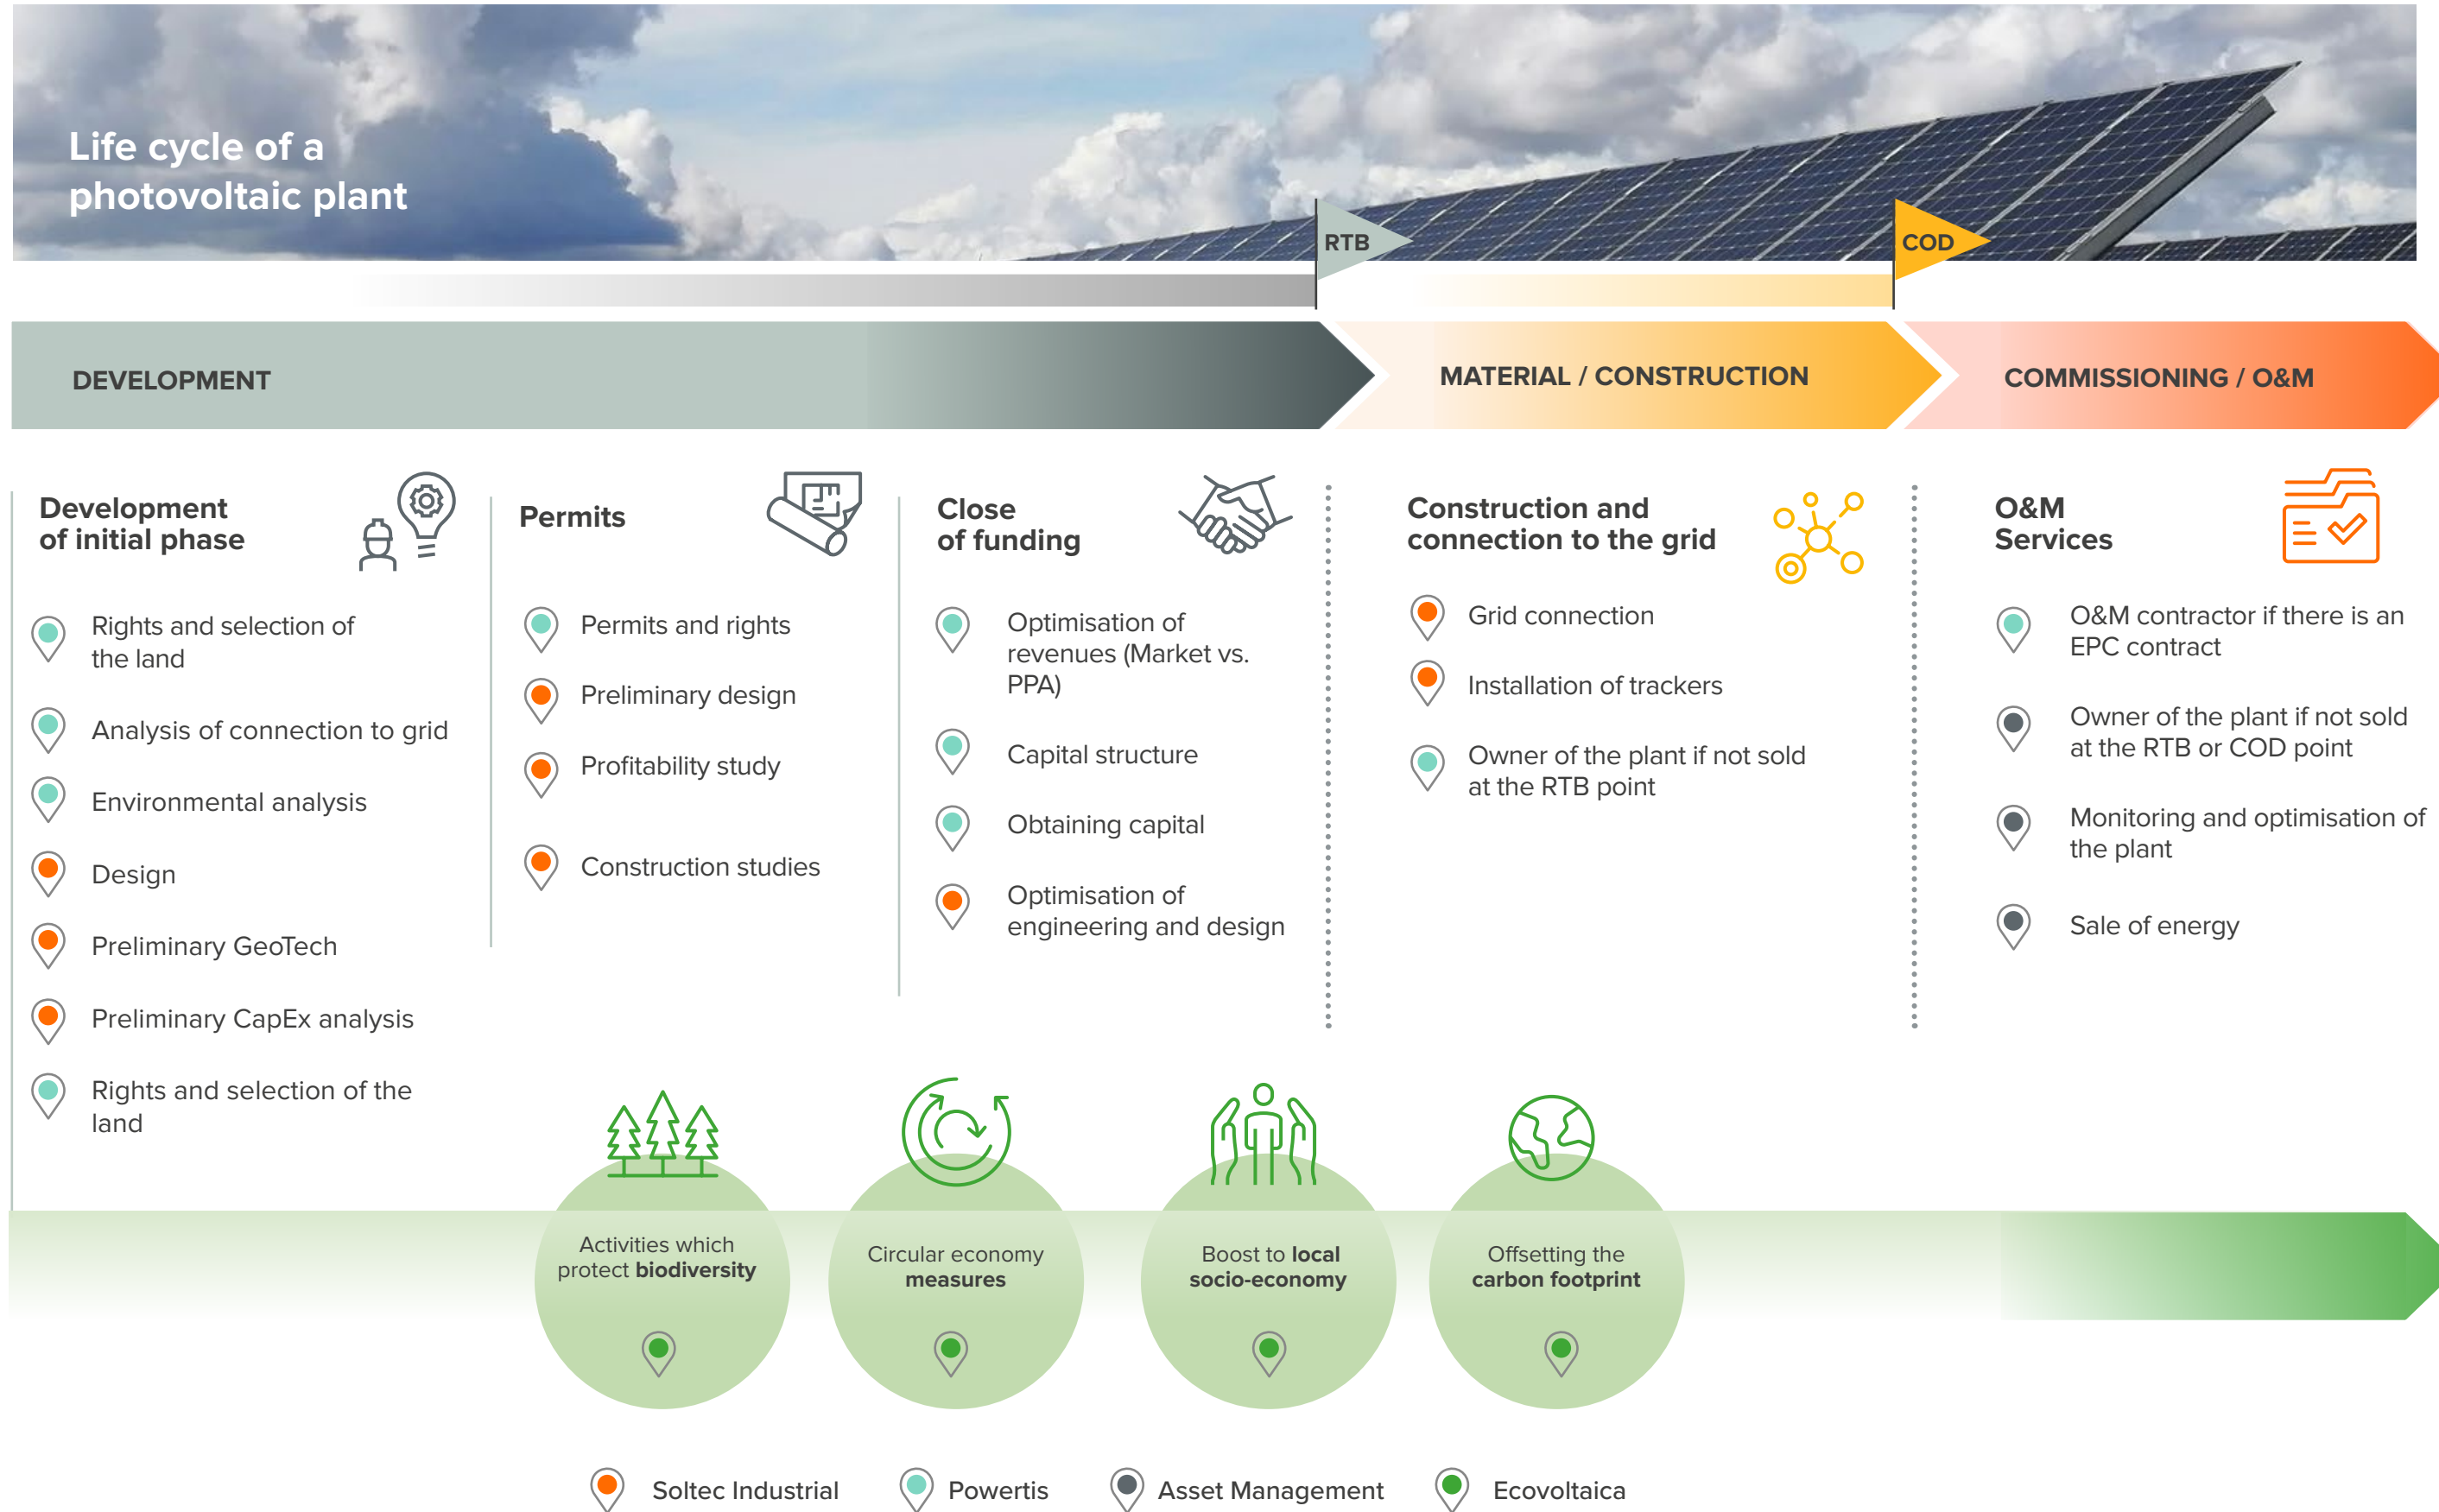 Life cycle of a
photovoltaic plant
RTB
COD
DEVELOPMENT
MATERIAL / CONSTRUCTION
COMMISSIONING / O&M
Development
of initial phase
Rights and selection of
the land
Analysis of connection to grid
Environmental analysis
Design
Preliminary GeoTech
Preliminary CapEx analysis
Rights and selection of the
land
Permits
Permits and rights
Preliminary design
Profitability study
Construction studies
Close
of funding
Optimisation of
revenues (Market vs.
PPA)
Capital structure
Obtaining capital
Optimisation of
engineering and design
Construction and
connection to the grid
Grid connection
Installation of trackers
Owner of the plant if not sold
at the RTB point
O&M
Services
O&M contractor if there is an
EPC contract
Owner of the plant if not sold
at the RTB or COD point
Monitoring and optimisation of
the plant
Sale of energy
Activities which
protect biodiversity
Circular economy
measures
Boost to local
socio-economy
Offsetting the
carbon footprint
Soltec Industrial
Powertis
Asset Management
Ecovoltaica